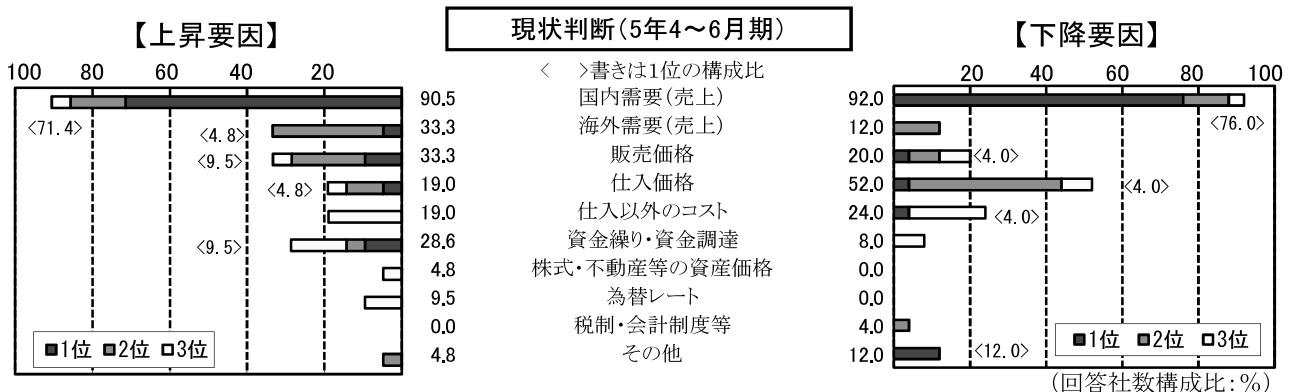 現状判断(5年4～6月期)
【上昇要因】
【下降要因】
< >書きは1位の構成比
100 80 60 40 20
20 40 60 80 100
<71.4> 90.5 国内需要(売上) 92.0 <76.0>
<4.8> 33.3 海外需要(売上) 12.0
<9.5> 33.3 販売価格 20.0 <4.0>
<4.8> 19.0 仕入価格 52.0 <4.0>
19.0 仕入以外のコスト 24.0 <4.0>
<9.5> 28.6 資金繰り・資金調達 8.0
4.8 株式・不動産等の資産価格 0.0
9.5 為替レート 0.0
0.0 税制・会計制度等 4.0
4.8 その他 12.0 <12.0>
■1位 ■2位 □3位
■1位 ■2位 □3位
(回答社数構成比:%)